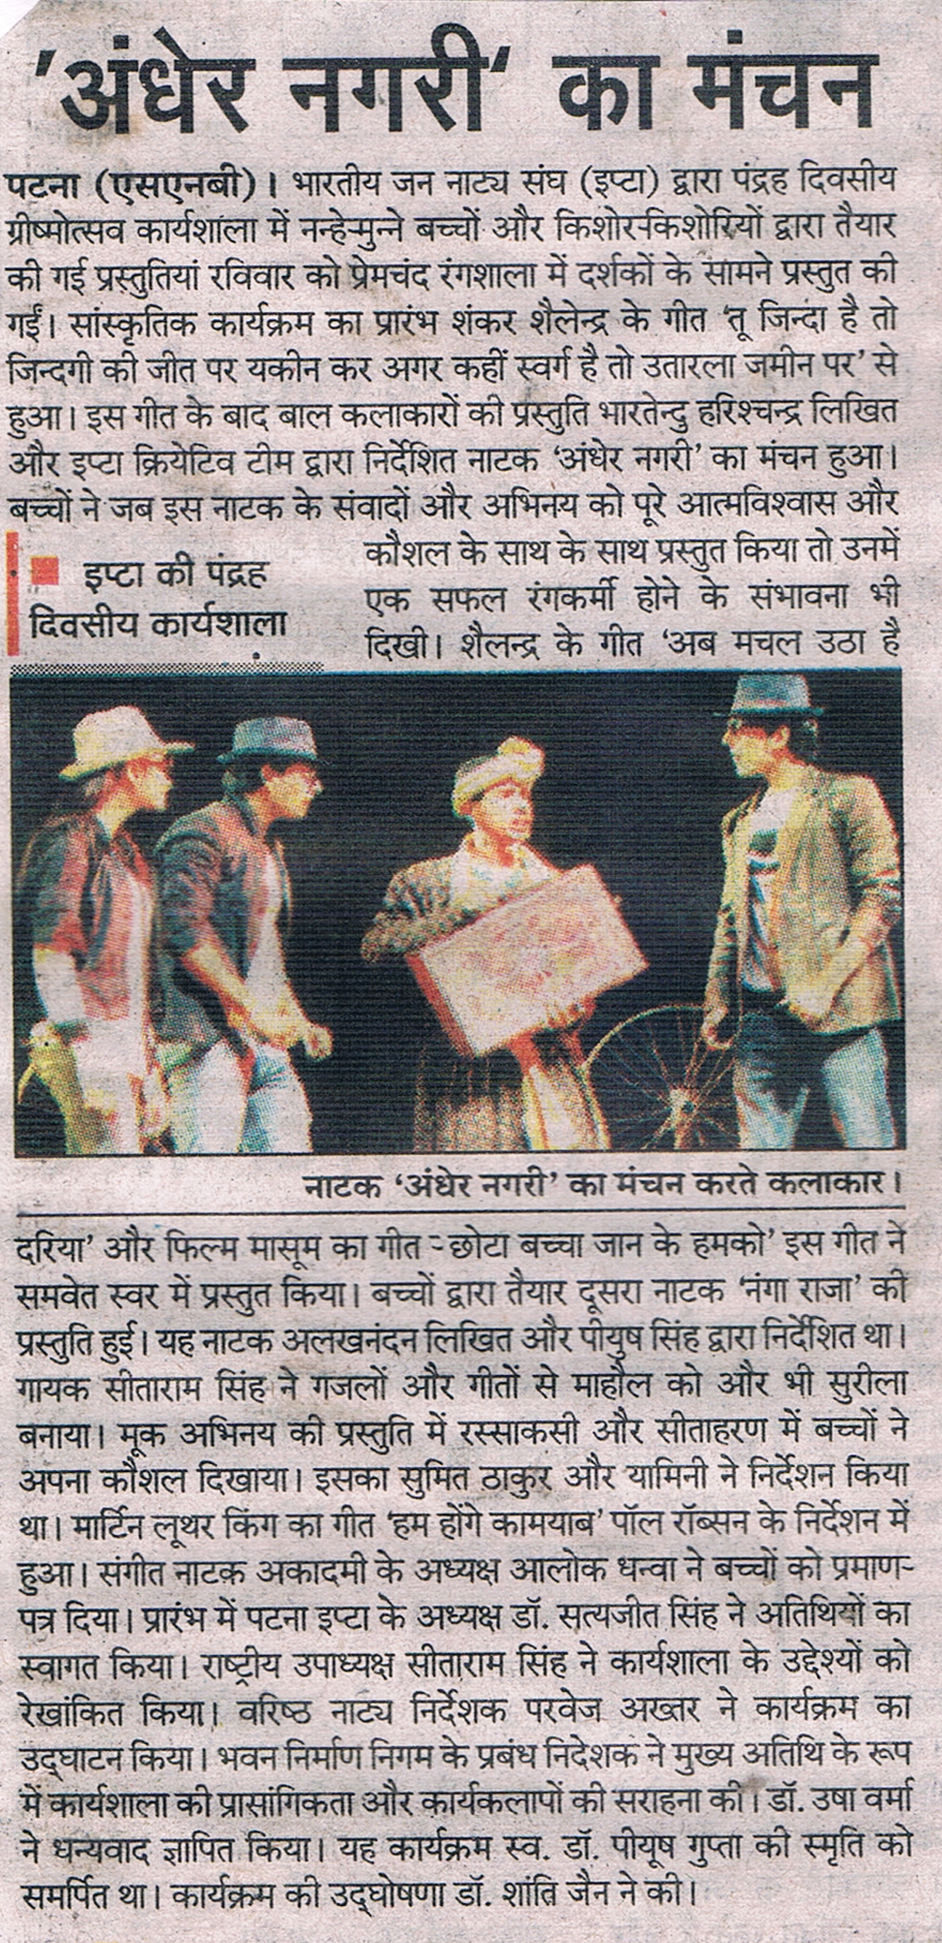 'अंधेर नगरी' का मंचन
पटना (एसएनबी)। भारतीय जन नाट्य संघ (इप्टा) द्वारा पंद्रह दिवसीय
ग्रीष्मोत्सव कार्यशाला में नन्हे-मुन्ने बच्चों और किशोर-किशोरियों द्वारा तैयार
की गई प्रस्तुतियां रविवार को प्रेमचंद रंगशाला में दर्शकों के सामने प्रस्तुत की
गईं। सांस्कृतिक कार्यक्रम का प्रारंभ शंकर शैलेन्द्र के गीत 'तू जिन्दा है तो
जिन्दगी की जीत पर यकीन कर अगर कहीं स्वर्ग है तो उतारला जमीन पर' से
हुआ। इस गीत के बाद बाल कलाकारों की प्रस्तुति भारतेन्दु हरिश्चन्द्र लिखित
और इप्टा क्रियेटिव टीम द्वारा निर्देशित नाटक 'अंधेर नगरी' का मंचन हुआ।
बच्चों ने जब इस नाटक के संवादों और अभिनय को पूरे आत्मविश्वास और
कौशल के साथ के साथ प्रस्तुत किया तो उनमें
एक सफल रंगकर्मी होने के संभावना भी
दिखी। शैलन्द्र के गीत 'अब मचल उठा है
इप्टा की पंद्रह
दिवसीय कार्यशाला
नाटक 'अंधेर नगरी' का मंचन करते कलाकार।
दरिया' और फिल्म मासूम का गीत - छोटा बच्चा जान के हमको' इस गीत ने
समवेत स्वर में प्रस्तुत किया। बच्चों द्वारा तैयार दूसरा नाटक 'नंगा राजा' की
प्रस्तुति हुई। यह नाटक अलखनंदन लिखित और पीयुष सिंह द्वारा निर्देशित था।
गायक सीताराम सिंह ने गजलों और गीतों से माहौल को और भी सुरीला
बनाया। मूक अभिनय की प्रस्तुति में रस्साकसी और सीताहरण में बच्चों ने
अपना कौशल दिखाया। इसका सुमित ठाकुर और यामिनी ने निर्देशन किया
था। मार्टिन लूथर किंग का गीत 'हम होंगे कामयाब' पॉल रॉब्सन के निर्देशन में
हुआ। संगीत नाटक अकादमी के अध्यक्ष आलोक धन्वा ने बच्चों को प्रमाण-
पत्र दिया। प्रारंभ में पटना इप्टा के अध्यक्ष डॉ. सत्यजीत सिंह ने अतिथियों का
स्वागत किया। राष्ट्रीय उपाध्यक्ष सीताराम सिंह ने कार्यशाला के उद्देश्यों को
रेखांकित किया। वरिष्ठ नाट्य निर्देशक परवेज अख्तर ने कार्यक्रम का
उद्घाटन किया। भवन निर्माण निगम के प्रबंध निदेशक ने मुख्य अतिथि के रूप
में कार्यशाला की प्रासांगिकता और कार्यकलापों की सराहना की। डॉ. उषा वर्मा
ने धन्यवाद ज्ञापित किया। यह कार्यक्रम स्व. डॉ. पीयूष गुप्ता की स्मृति को
समर्पित था। कार्यक्रम की उद्घोषणा डॉ. शांति जैन ने की।